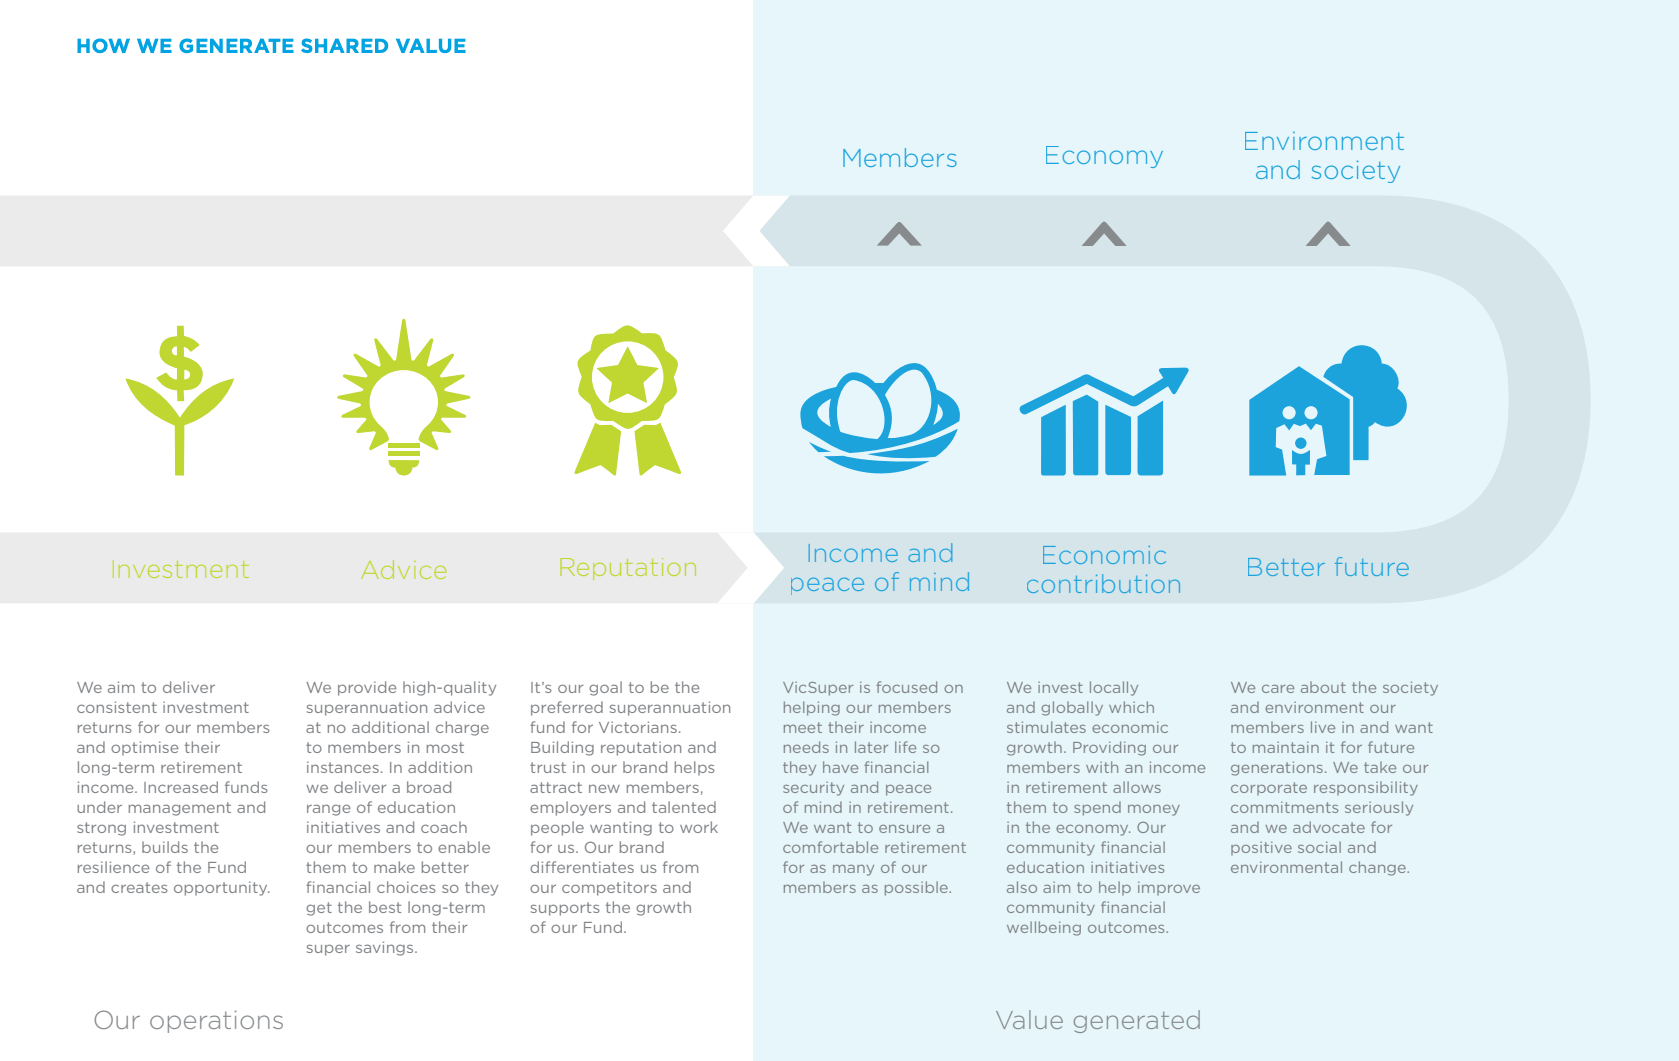 HOW WE GENERATE SHARED VALUE
Members
Economy
Environment
and society
$
Investment
Advice
Reputation
Income and
peace of mind
Economic
contribution
Better future
We aim to deliver
consistent investment
returns for our members
and optimise their
long-term retirement
income. Increased funds
under management and
strong investment
returns, builds the
resilience of the Fund
and creates opportunity.
We provide high-quality
superannuation advice
at no additional charge
to members in most
instances. In addition
we deliver a broad
range of education
initiatives and coach
our members to enable
them to make better
financial choices so they
get the best long-term
outcomes from their
super savings.
It’s our goal to be the
preferred superannuation
fund for Victorians.
Building reputation and
trust in our brand helps
attract new members,
employers and talented
people wanting to work
for us. Our brand
differentiates us from
our competitors and
supports the growth
of our Fund.
VicSuper is focused on
helping our members
meet their income
needs in later life so
they have financial
security and peace
of mind in retirement.
We want to ensure a
comfortable retirement
for as many of our
members as possible.
We invest locally
and globally which
stimulates economic
growth. Providing our
members with an income
in retirement allows
them to spend money
in the economy. Our
community financial
education initiatives
also aim to help improve
community financial
wellbeing outcomes.
We care about the society
and environment our
members live in and want
to maintain it for future
generations. We take our
corporate responsibility
commitments seriously
and we advocate for
positive social and
environmental change.
Our operations
Value generated